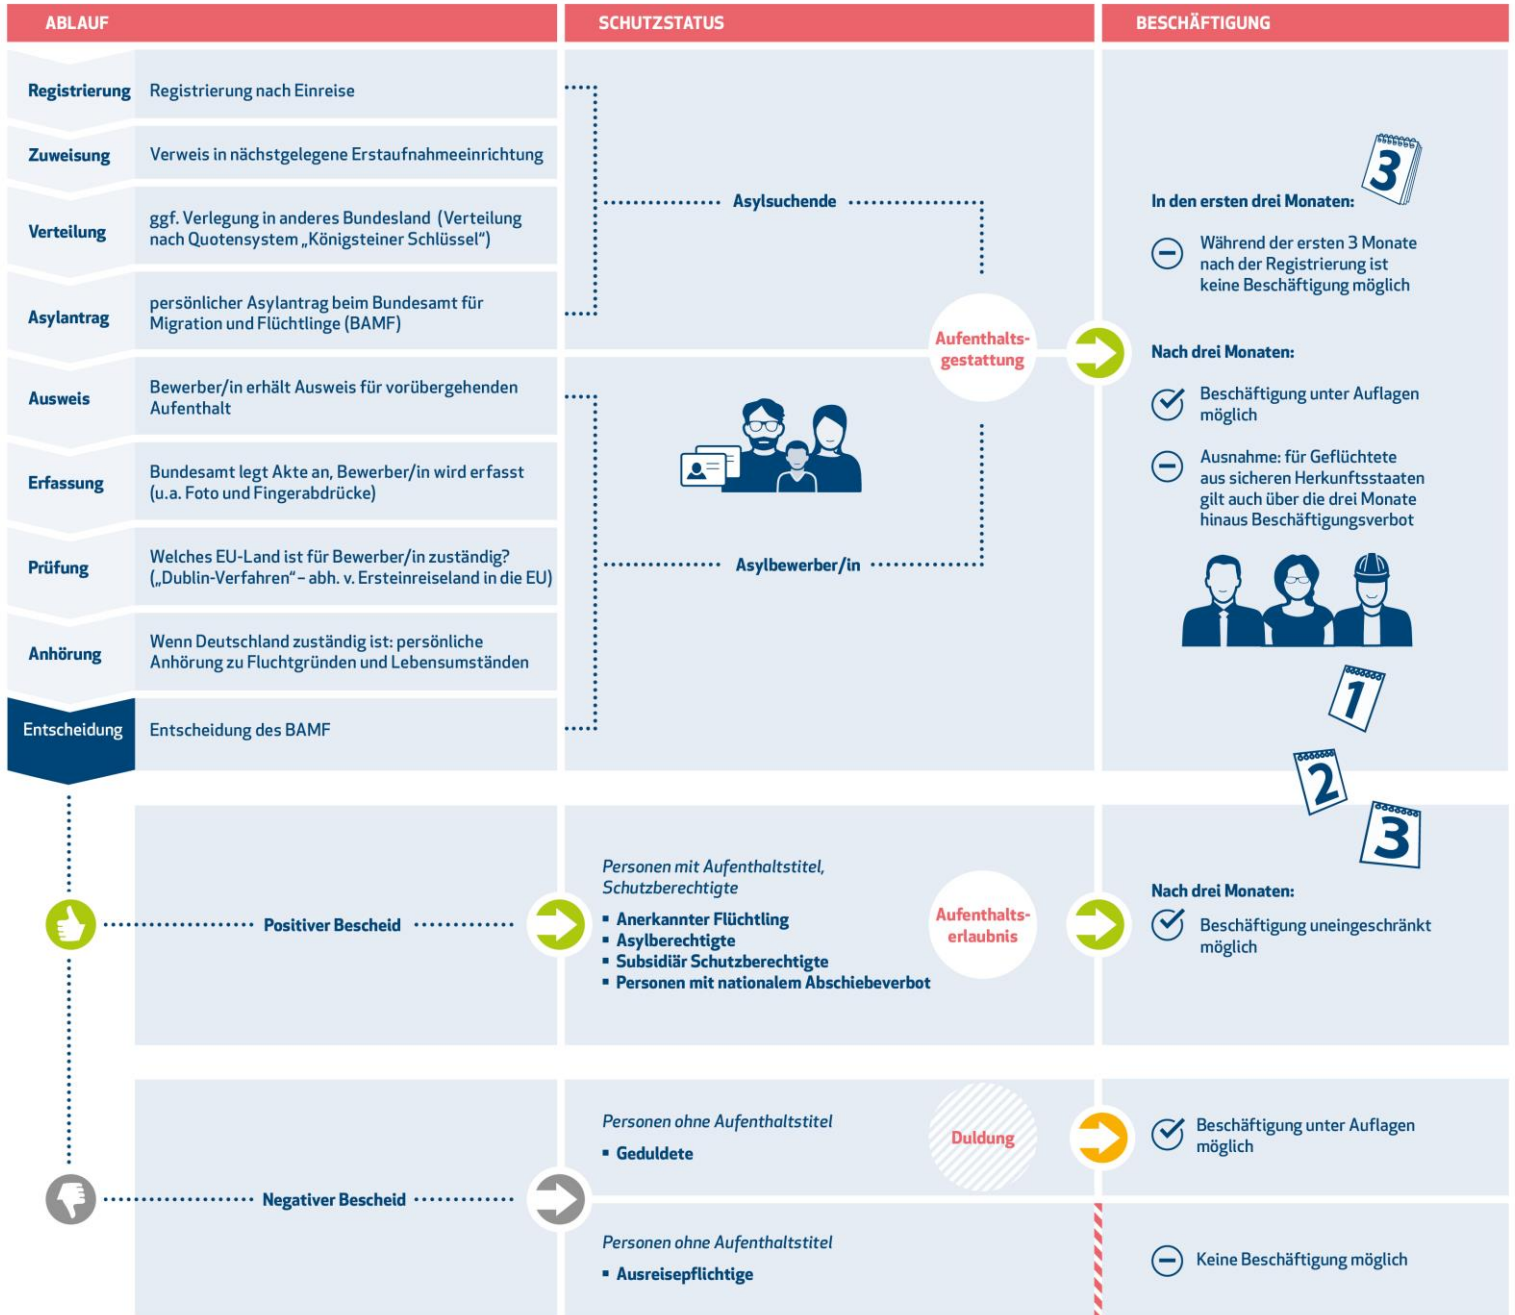 ABLAUF
SCHUTZSTATUS
BESCHÄFTIGUNG
Registrierung
Registrierung nach Einreise
Zuweisung
Verweis in nächstgelegene Erstaufnahmeeinrichtung
Verteilung
ggf. Verlegung in anderes Bundesland (Verteilung
nach Quotensystem „Königsteiner Schlüssel")
Asylantrag
persönlicher Asylantrag beim Bundesamt für
Migration und Flüchtlinge (BAMF)
Ausweis
Bewerber/in erhält Ausweis für vorübergehenden
Aufenthalt
Erfassung
Bundesamt legt Akte an, Bewerber/in wird erfasst
(u.a. Foto und Fingerabdrücke)
Prüfung
Welches EU-Land ist für Bewerber/in zuständig?
(„Dublin-Verfahren" – abh. v. Ersteinreiseland in die EU)
Anhörung
Wenn Deutschland zuständig ist: persönliche
Anhörung zu Fluchtgründen und Lebensumständen
Entscheidung
Entscheidung des BAMF
Asylsuchende
Aufenthalts-
gestattung
Asylbewerber/in
3
In den ersten drei Monaten:
Während der ersten 3 Monate
nach der Registrierung ist
keine Beschäftigung möglich
Nach drei Monaten:
Beschäftigung unter Auflagen
möglich
Ausnahme: für Geflüchtete
aus sicheren Herkunftsstaaten
gilt auch über die drei Monate
hinaus Beschäftigungsverbot
1
2
3
Positiver Bescheid
Personen mit Aufenthaltstitel,
Schutzberechtigte
▪ Anerkannter Flüchtling
▪ Asylberechtigte
▪ Subsidiär Schutzberechtigte
▪ Personen mit nationalem Abschiebeverbot
Aufenthalts-
erlaubnis
Nach drei Monaten:
Beschäftigung uneingeschränkt
möglich
Negativer Bescheid
Personen ohne Aufenthaltstitel
▪ Geduldete
Duldung
Beschäftigung unter Auflagen
möglich
Personen ohne Aufenthaltstitel
▪ Ausreisepflichtige
Keine Beschäftigung möglich